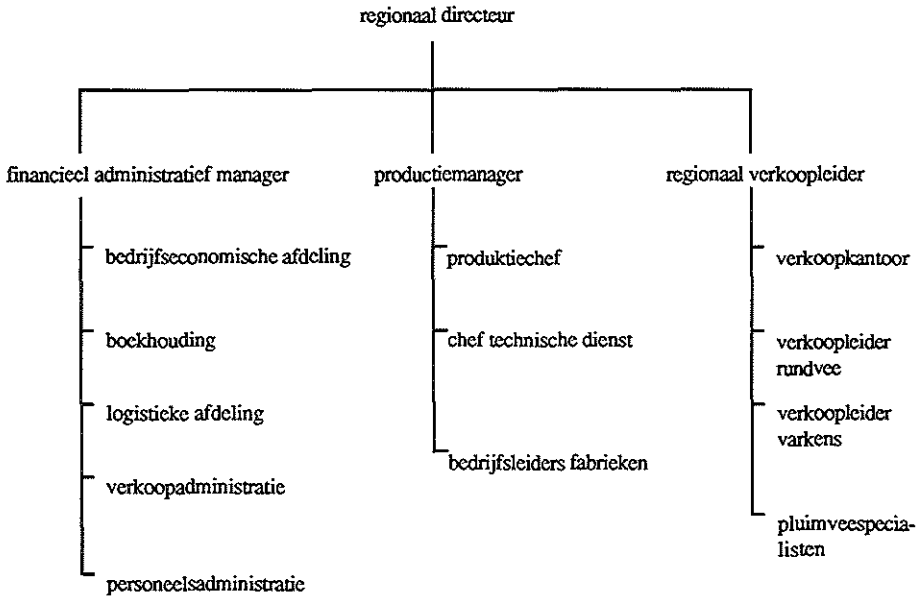 regionaal directeur
financieel administratief manager
productiemanager
regionaal verkoopleider
bedrijfseconomische afdeling
boekhouding
logistieke afdeling
verkoopadministratie
personeelsadministratie
produktiechef
chef technische dienst
bedrijfsleiders fabrieken
verkoopkantoor
verkoopleider
rundvee
verkoopleider
varkens
pluimveespecia-
listen